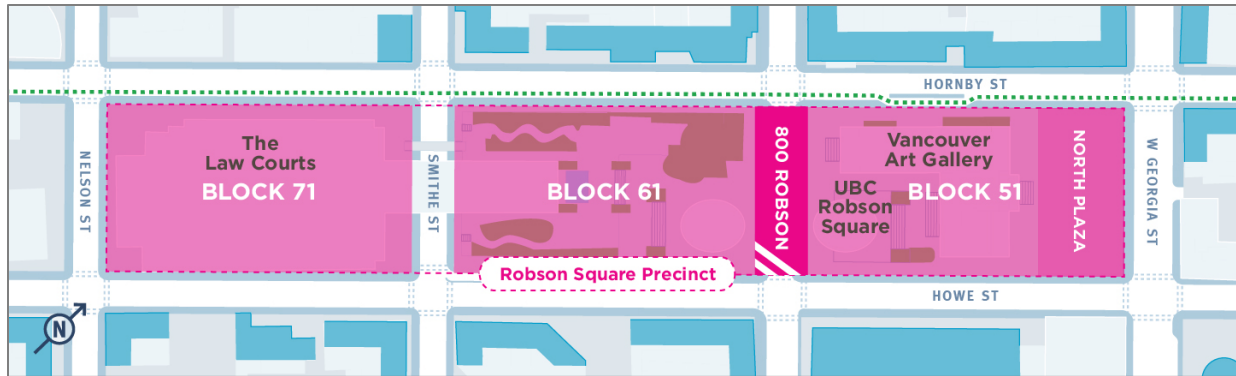 HORNBY ST
NELSON ST
The
Law Courts
BLOCK 71
SMITHE ST
BLOCK 61
800 ROBSON
Vancouver
Art Gallery
UBC
Robson
Square
BLOCK 51
NORTH PLAZA
W GEORGIA ST
Robson Square Precinct
HOWE ST
N